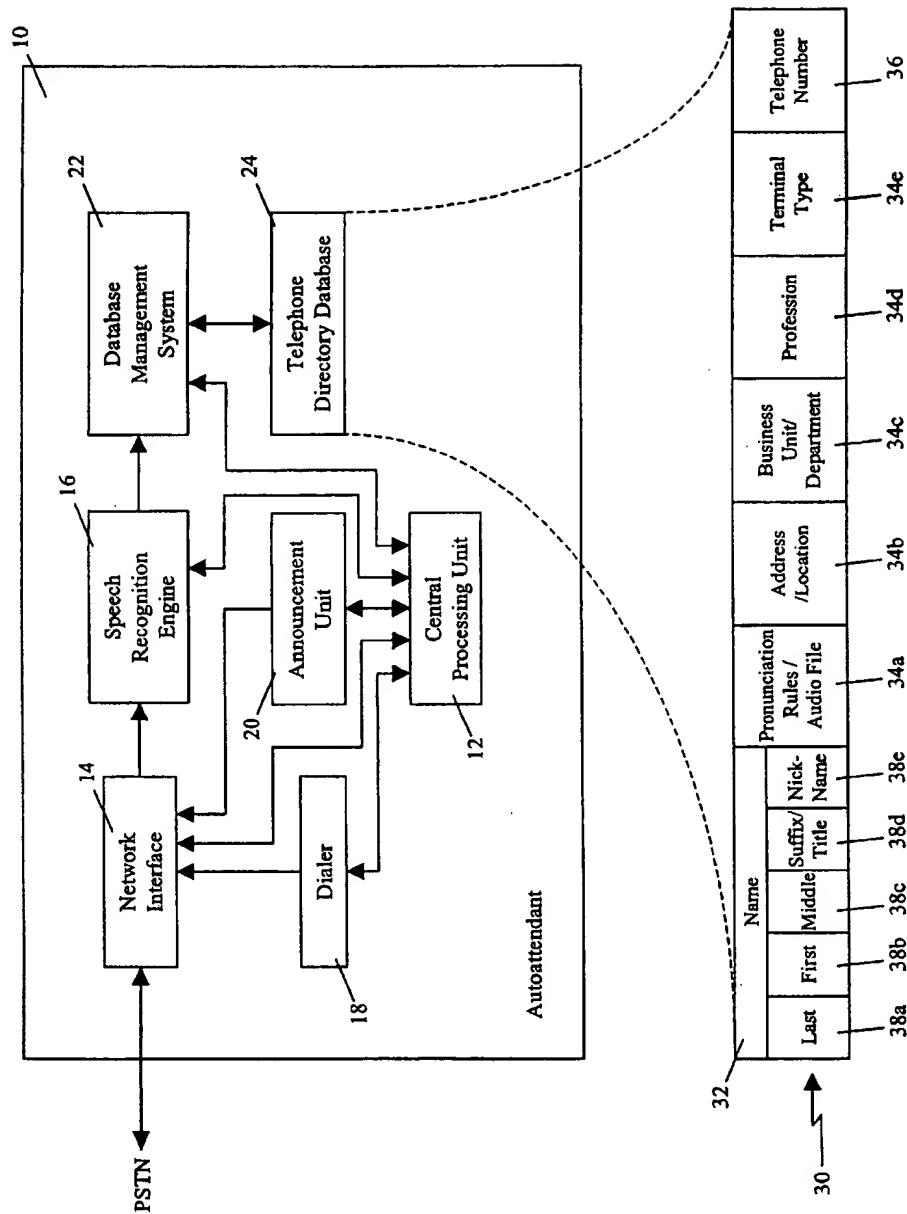 10
PSTN
14
Network
Interface
16
Speech
Recognition
Engine
22
Database
Management
System
Dialer
18
Announcement
Unit
20
Telephone
Directory Database
24
Central
Processing Unit
12
Autoattendant
32
Name
Last
First
Middle
Suffix/
Title
Nick-
Name
Pronunciation
Rules /
Audio File
Address
/Location
Business
Unit/
Department
Profession
Terminal
Type
Telephone
Number
30
38a
38b
38c
38d
38e
34a
34b
34c
34d
34e
36